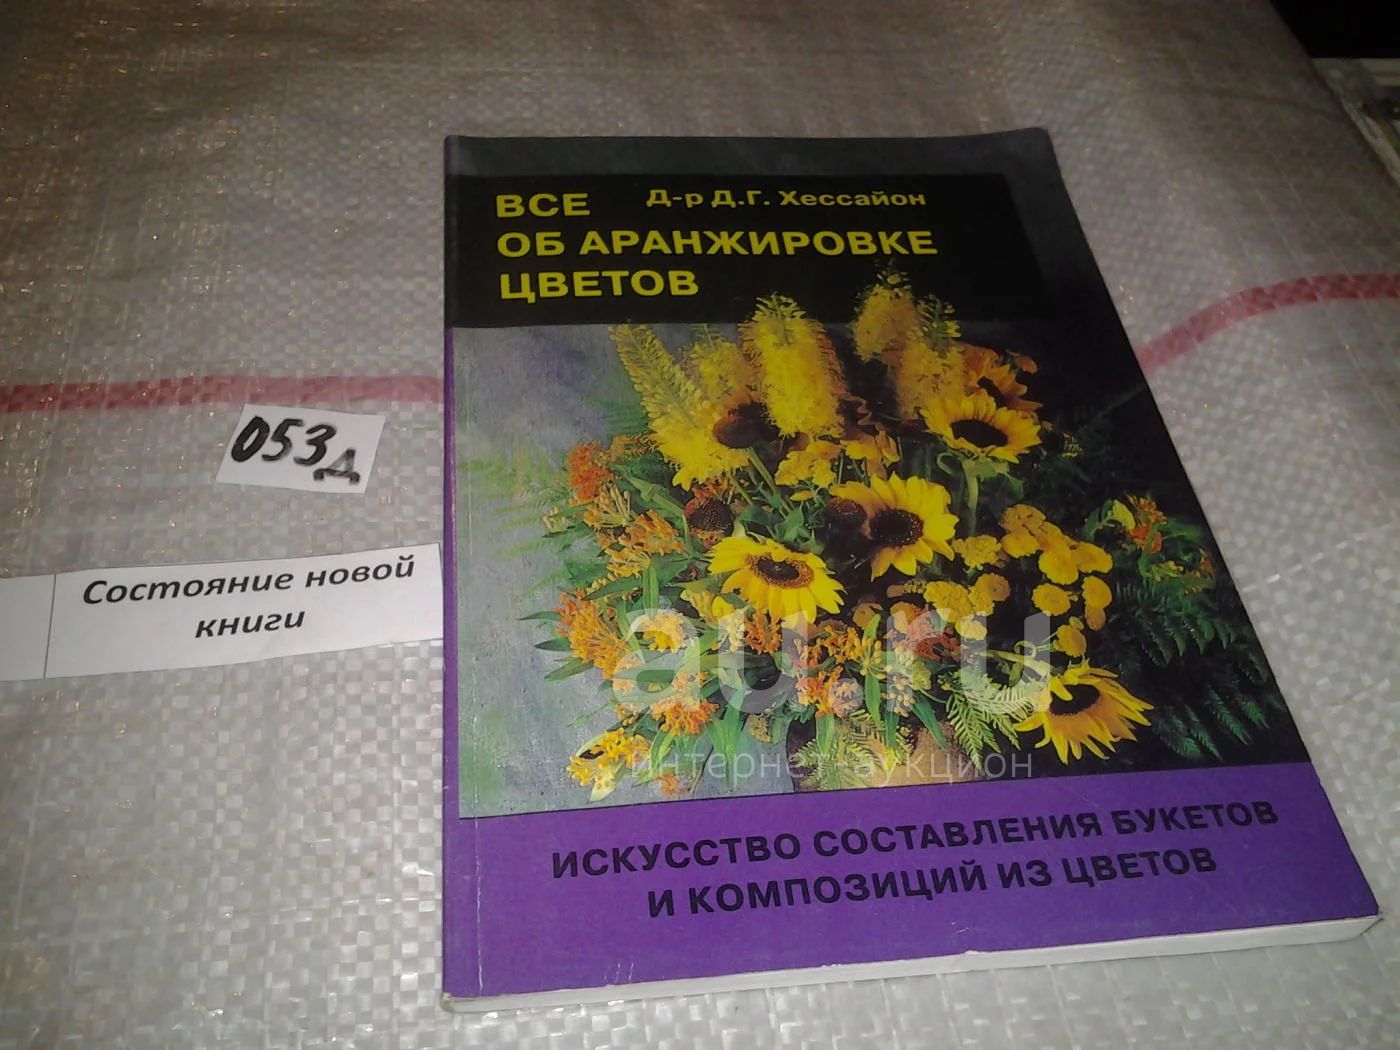 ВСЕ Д-р Д.Г. Хессайон
ОБ АРАНЖИРОВКЕ
ЦВЕТОВ
053д
Состояние новой
книги
au.ru
интернет-аукцион
ИСКУССТВО СОСТАВЛЕНИЯ БУКЕТОВ
И КОМПОЗИЦИЙ ИЗ ЦВЕТОВ